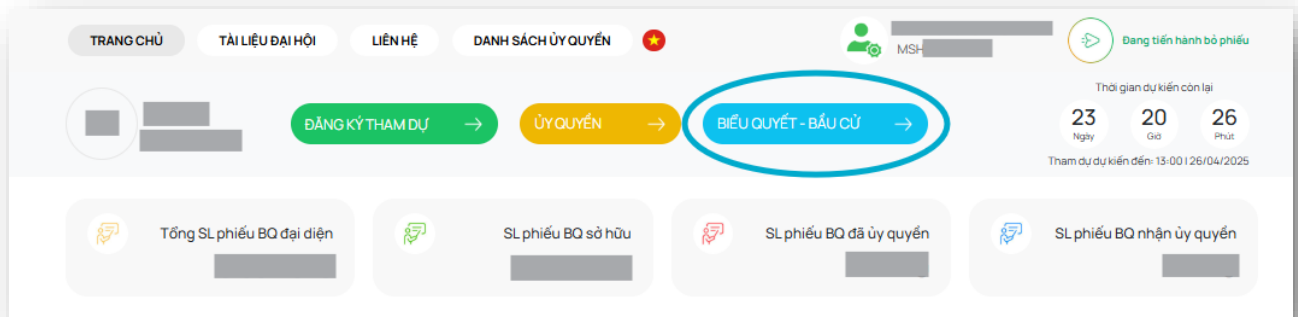 TRANG CHỦ TÀI LIỆU ĐẠI HỘI LIÊN HỆ DANH SÁCH ỦY QUYỀN
MSH
Đang tiến hành bỏ phiếu
Thời gian dự kiến còn lại
ĐĂNG KÝ THAM DỰ → ỦY QUYỀN → BIỂU QUYẾT - BẦU CỬ →
23 20 26
Ngày Giờ Phút
Tham dự dự kiến đến: 13:00 | 26/04/2025
Tổng SL phiếu BQ đại diện SL phiếu BQ sở hữu SL phiếu BQ đã ủy quyền SL phiếu BQ nhận ủy quyền